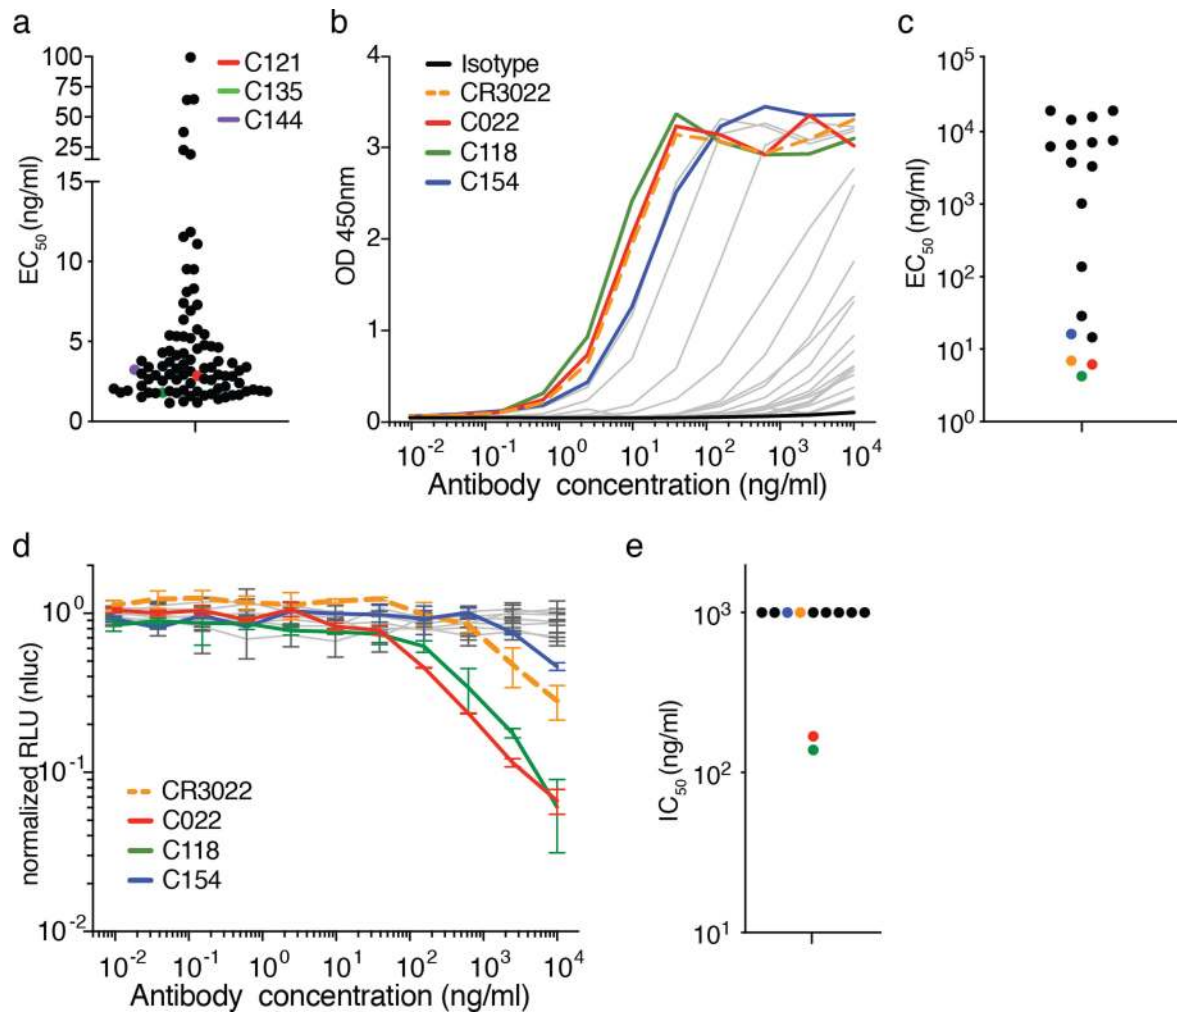 a
EC50 (ng/ml)
100
75
50
25
15
10
5
0
C121
C135
C144
b
OD 450nm
4
3
2
1
0
Isotype
CR3022
C022
C118
C154
10-2 10-1 100 101 102 103 104
Antibody concentration (ng/ml)
c
EC50 (ng/ml)
105
104
103
102
101
100
d
normalized RLU (nluc)
100
10-1
10-2
CR3022
C022
C118
C154
10-2 10-1 100 101 102 103 104
Antibody concentration (ng/ml)
e
IC50 (ng/ml)
103
102
101